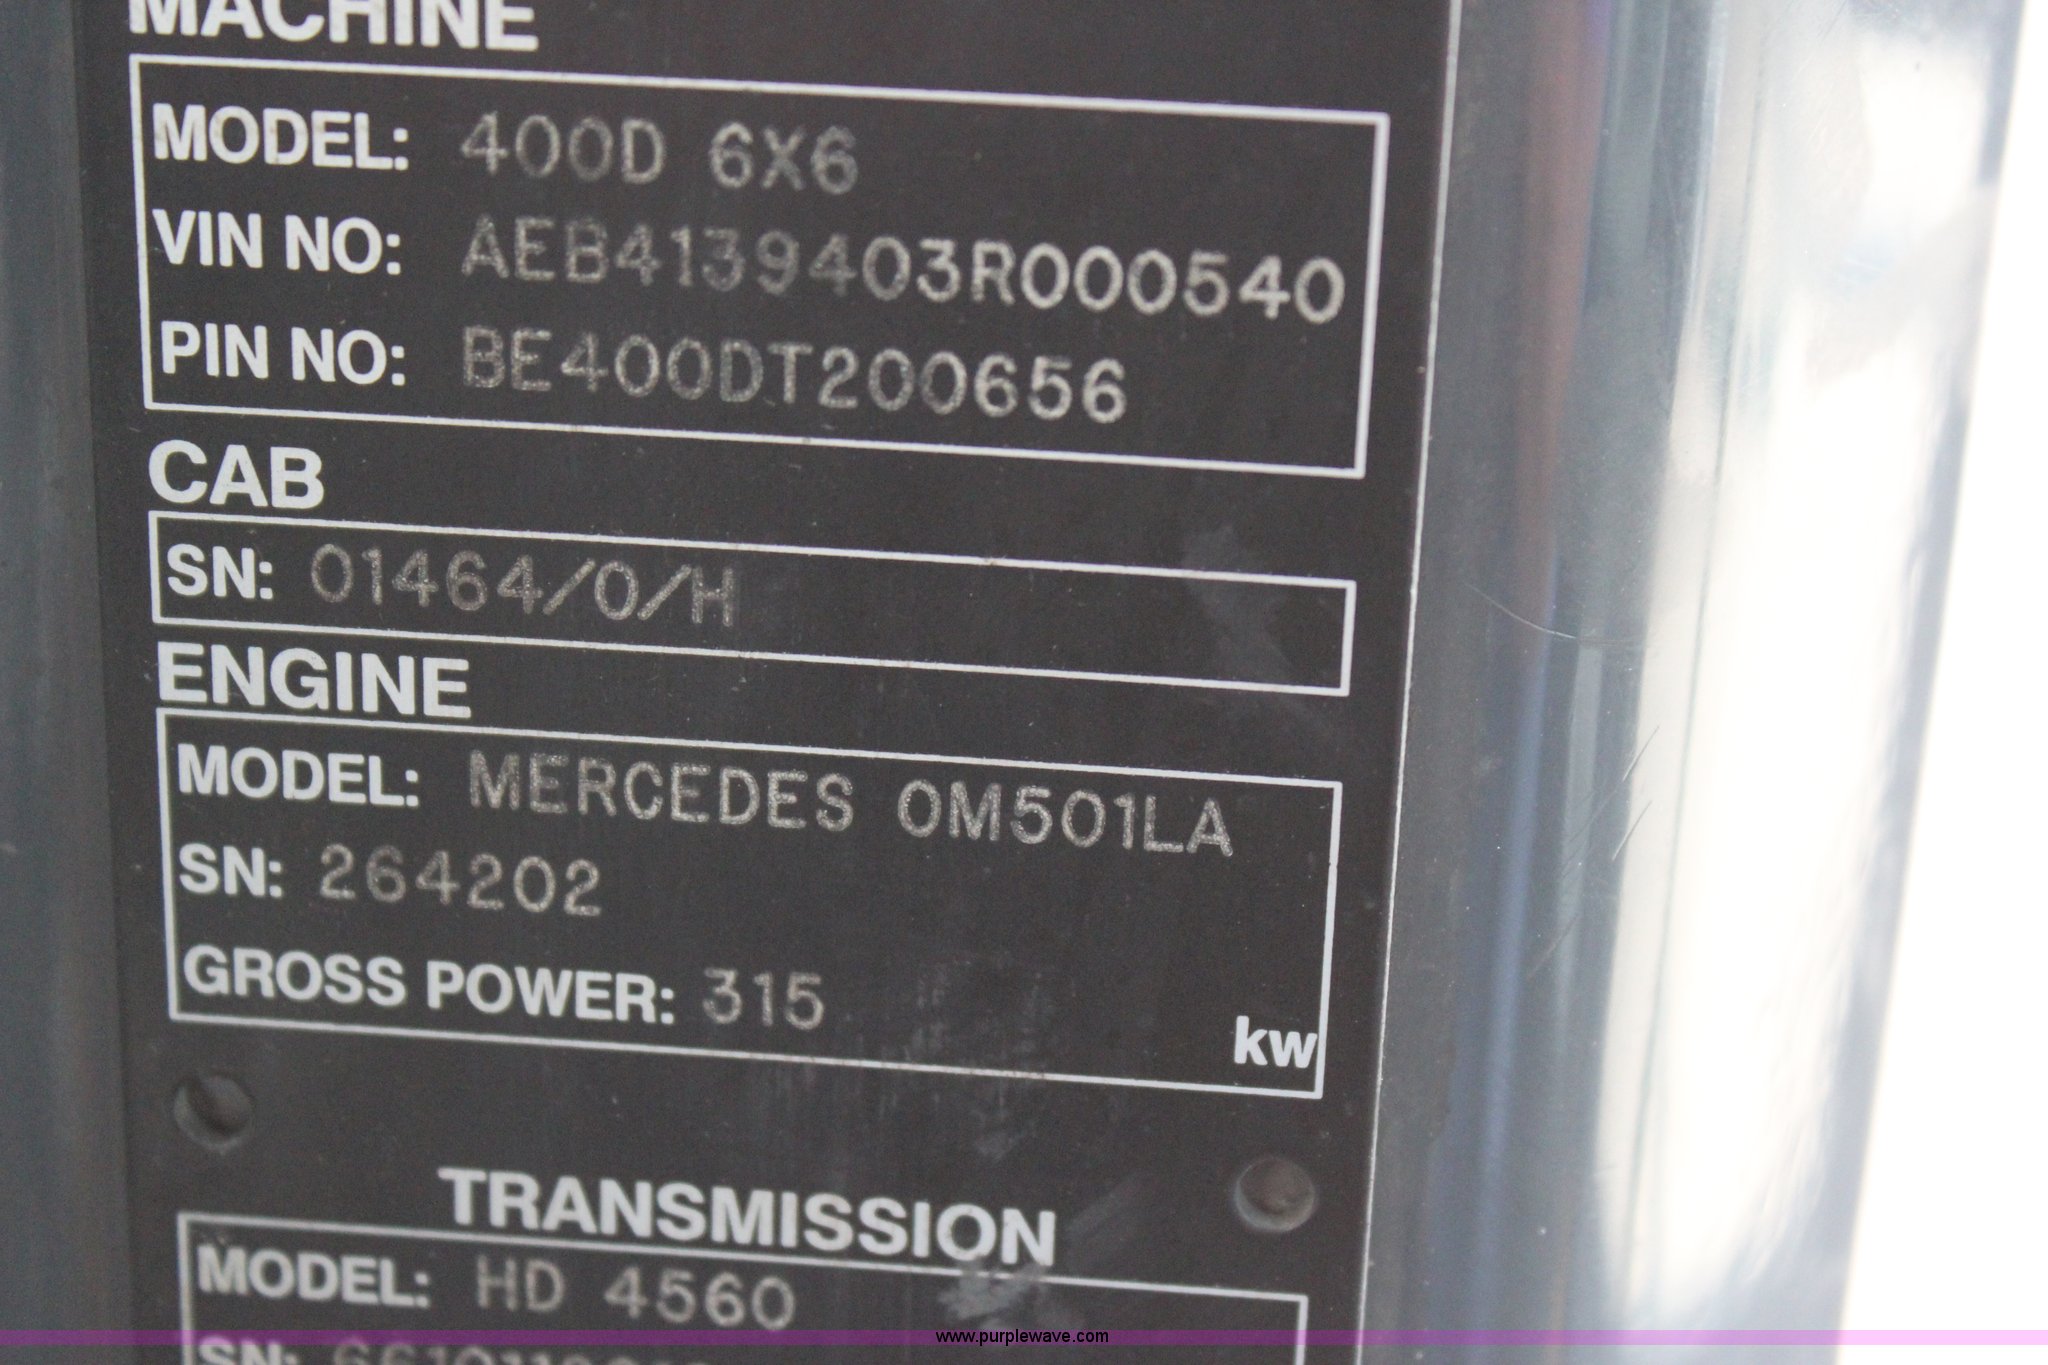 MACHINE
MODEL: 400D 6X6
VIN NO: AEB4139403R000540
PIN NO: BE400DT200656
CAB
SN: 01464/0/H
ENGINE
MODEL: MERCEDES OM501LA
SN: 264202
GROSS POWER: 315 kw
TRANSMISSION
MODEL: HD 4560
www.purplewave.com
SN: